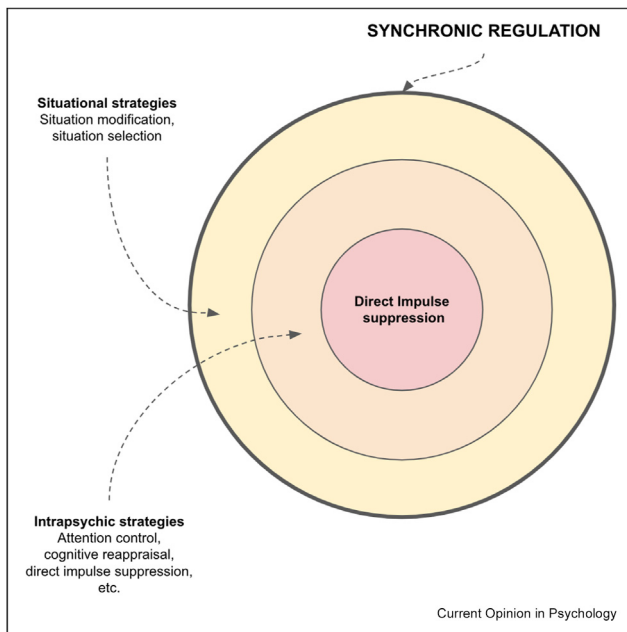 SYNCHRONIC REGULATION
Situational strategies
Situation modification,
situation selection
Direct Impulse
suppression
Intrapsychic strategies
Attention control,
cognitive reappraisal,
direct impulse suppression,
etc.
Current Opinion in Psychology